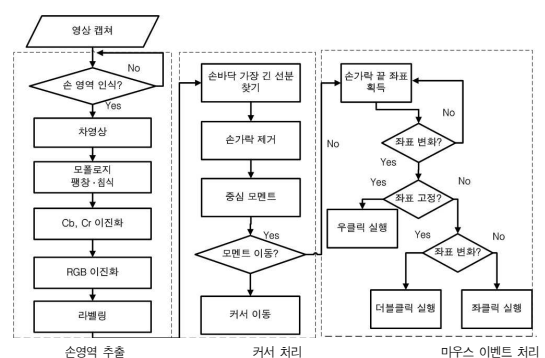 영상 캡쳐
No
손 영역 인식?
Yes
차영상
모폴로지
팽창·침식
Cb, Cr 이진화
RGB 이진화
라벨링
손영역 추출
손바닥 가장 긴 선분
찾기
손가락 제거
중심 모멘트
Yes
모멘트 이동?
커서 이동
커서 처리
No
손가락 끝 좌표
획득
No
좌표 변화?
Yes
Yes
No
좌표 고정?
우클릭 실행
Yes
No
좌표 변화?
더블클릭 실행
좌클릭 실행
마우스 이벤트 처리